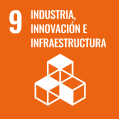 9 INDUSTRIA,
INNOVACIÓN E
INFRAESTRUCTURA